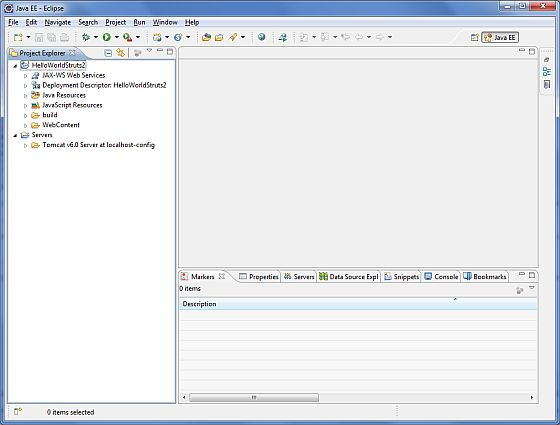 Java EE - Eclipse
File Edit Navigate Search Project Run Window Help
Java EE
Project Explorer
HelloWorldStruts2
JAX-WS Web Services
Deployment Descriptor: HelloWorldStruts2
Java Resources
JavaScript Resources
build
WebContent
Servers
Tomcat v6.0 Server at localhost-config
Markers Properties Servers Data Source Expl Snippets Console Bookmarks
0 items
Description
0 items selected